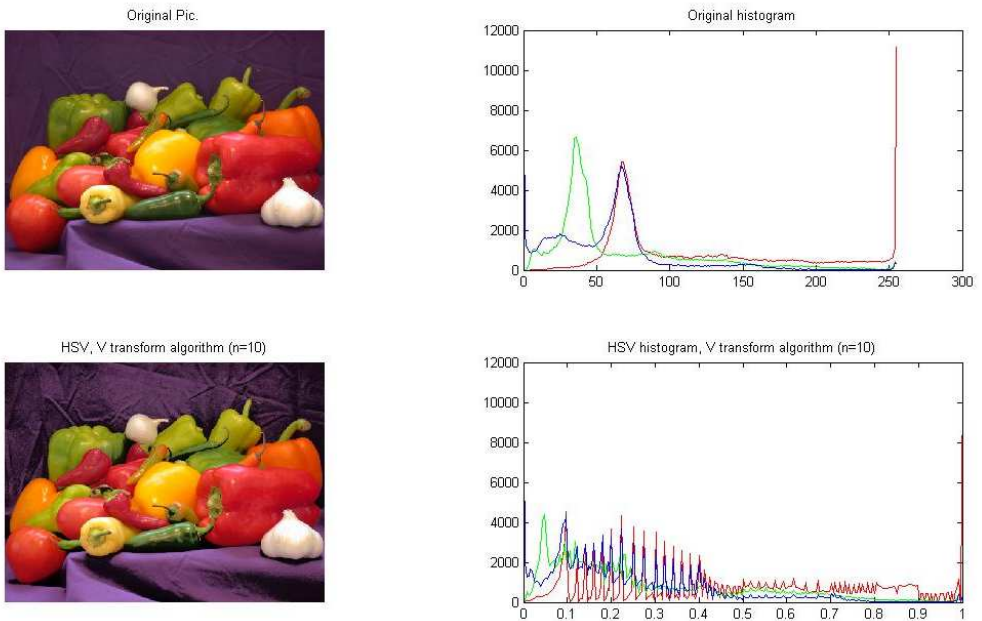 Original Pic.
Original histogram
12000
10000
8000
6000
4000
2000
0
0 50 100 150 200 250 300
HSV, V transform algorithm (n=10)
HSV histogram, V transform algorithm (n=10)
12000
10000
8000
6000
4000
2000
0
0 0.1 0.2 0.3 0.4 0.5 0.6 0.7 0.8 0.9 1